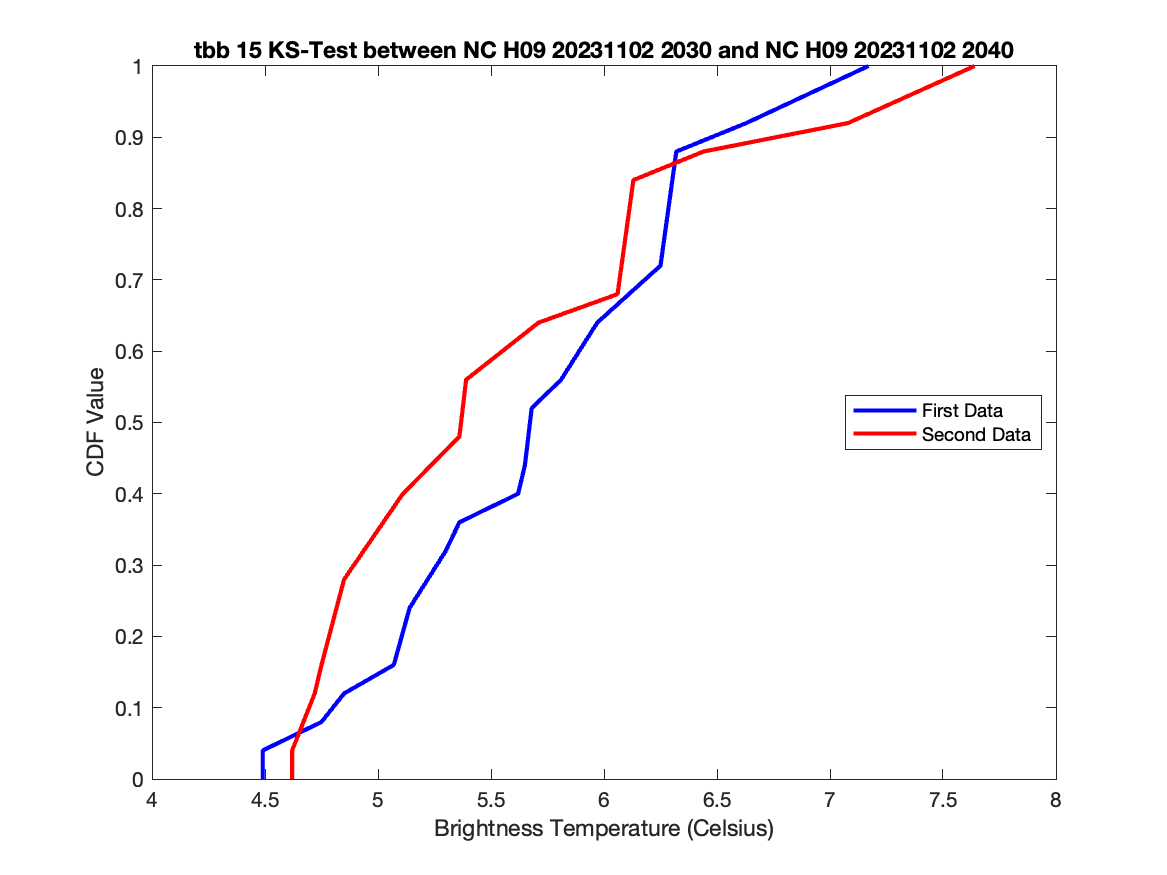 tbb 15 KS-Test between NC H09 20231102 2030 and NC H09 20231102 2040
1
0.9
0.8
0.7
0.6
0.5
0.4
0.3
0.2
0.1
0
CDF Value
First Data
Second Data
4 4.5 5 5.5 6 6.5 7 7.5 8
Brightness Temperature (Celsius)